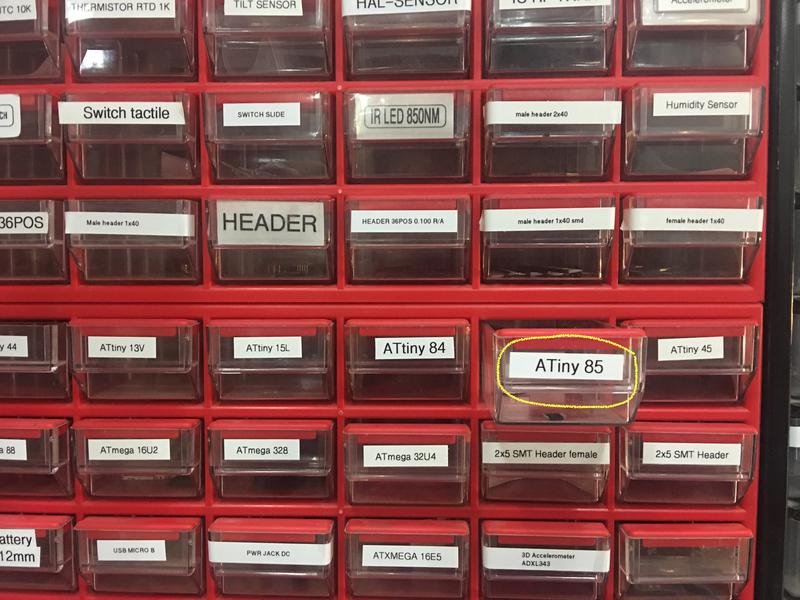 TC 10K
THERMISTOR RTD 1K
TILT SENSOR
HAL-SENSOR
Accelerometer
CH
Switch tactile
SWITCH SLIDE
IR LED 850NM
male header 2x40
Humidity Sensor
36POS
Male header 1x40
HEADER
HEADER 36POS 0.100 R/A
male header 1x40 smd
female header 1x40
y 44
ATtiny 13V
ATtiny 15L
ATtiny 84
ATiny 85
ATtiny 45
a 88
ATmega 16U2
ATmega 328
ATmega 32U4
2x5 SMT Header female
2x5 SMT Header
attery
12mm
USB MICRO B
PWR JACK DC
ATXMEGA 16E5
3D Accelerometer
ADXL343